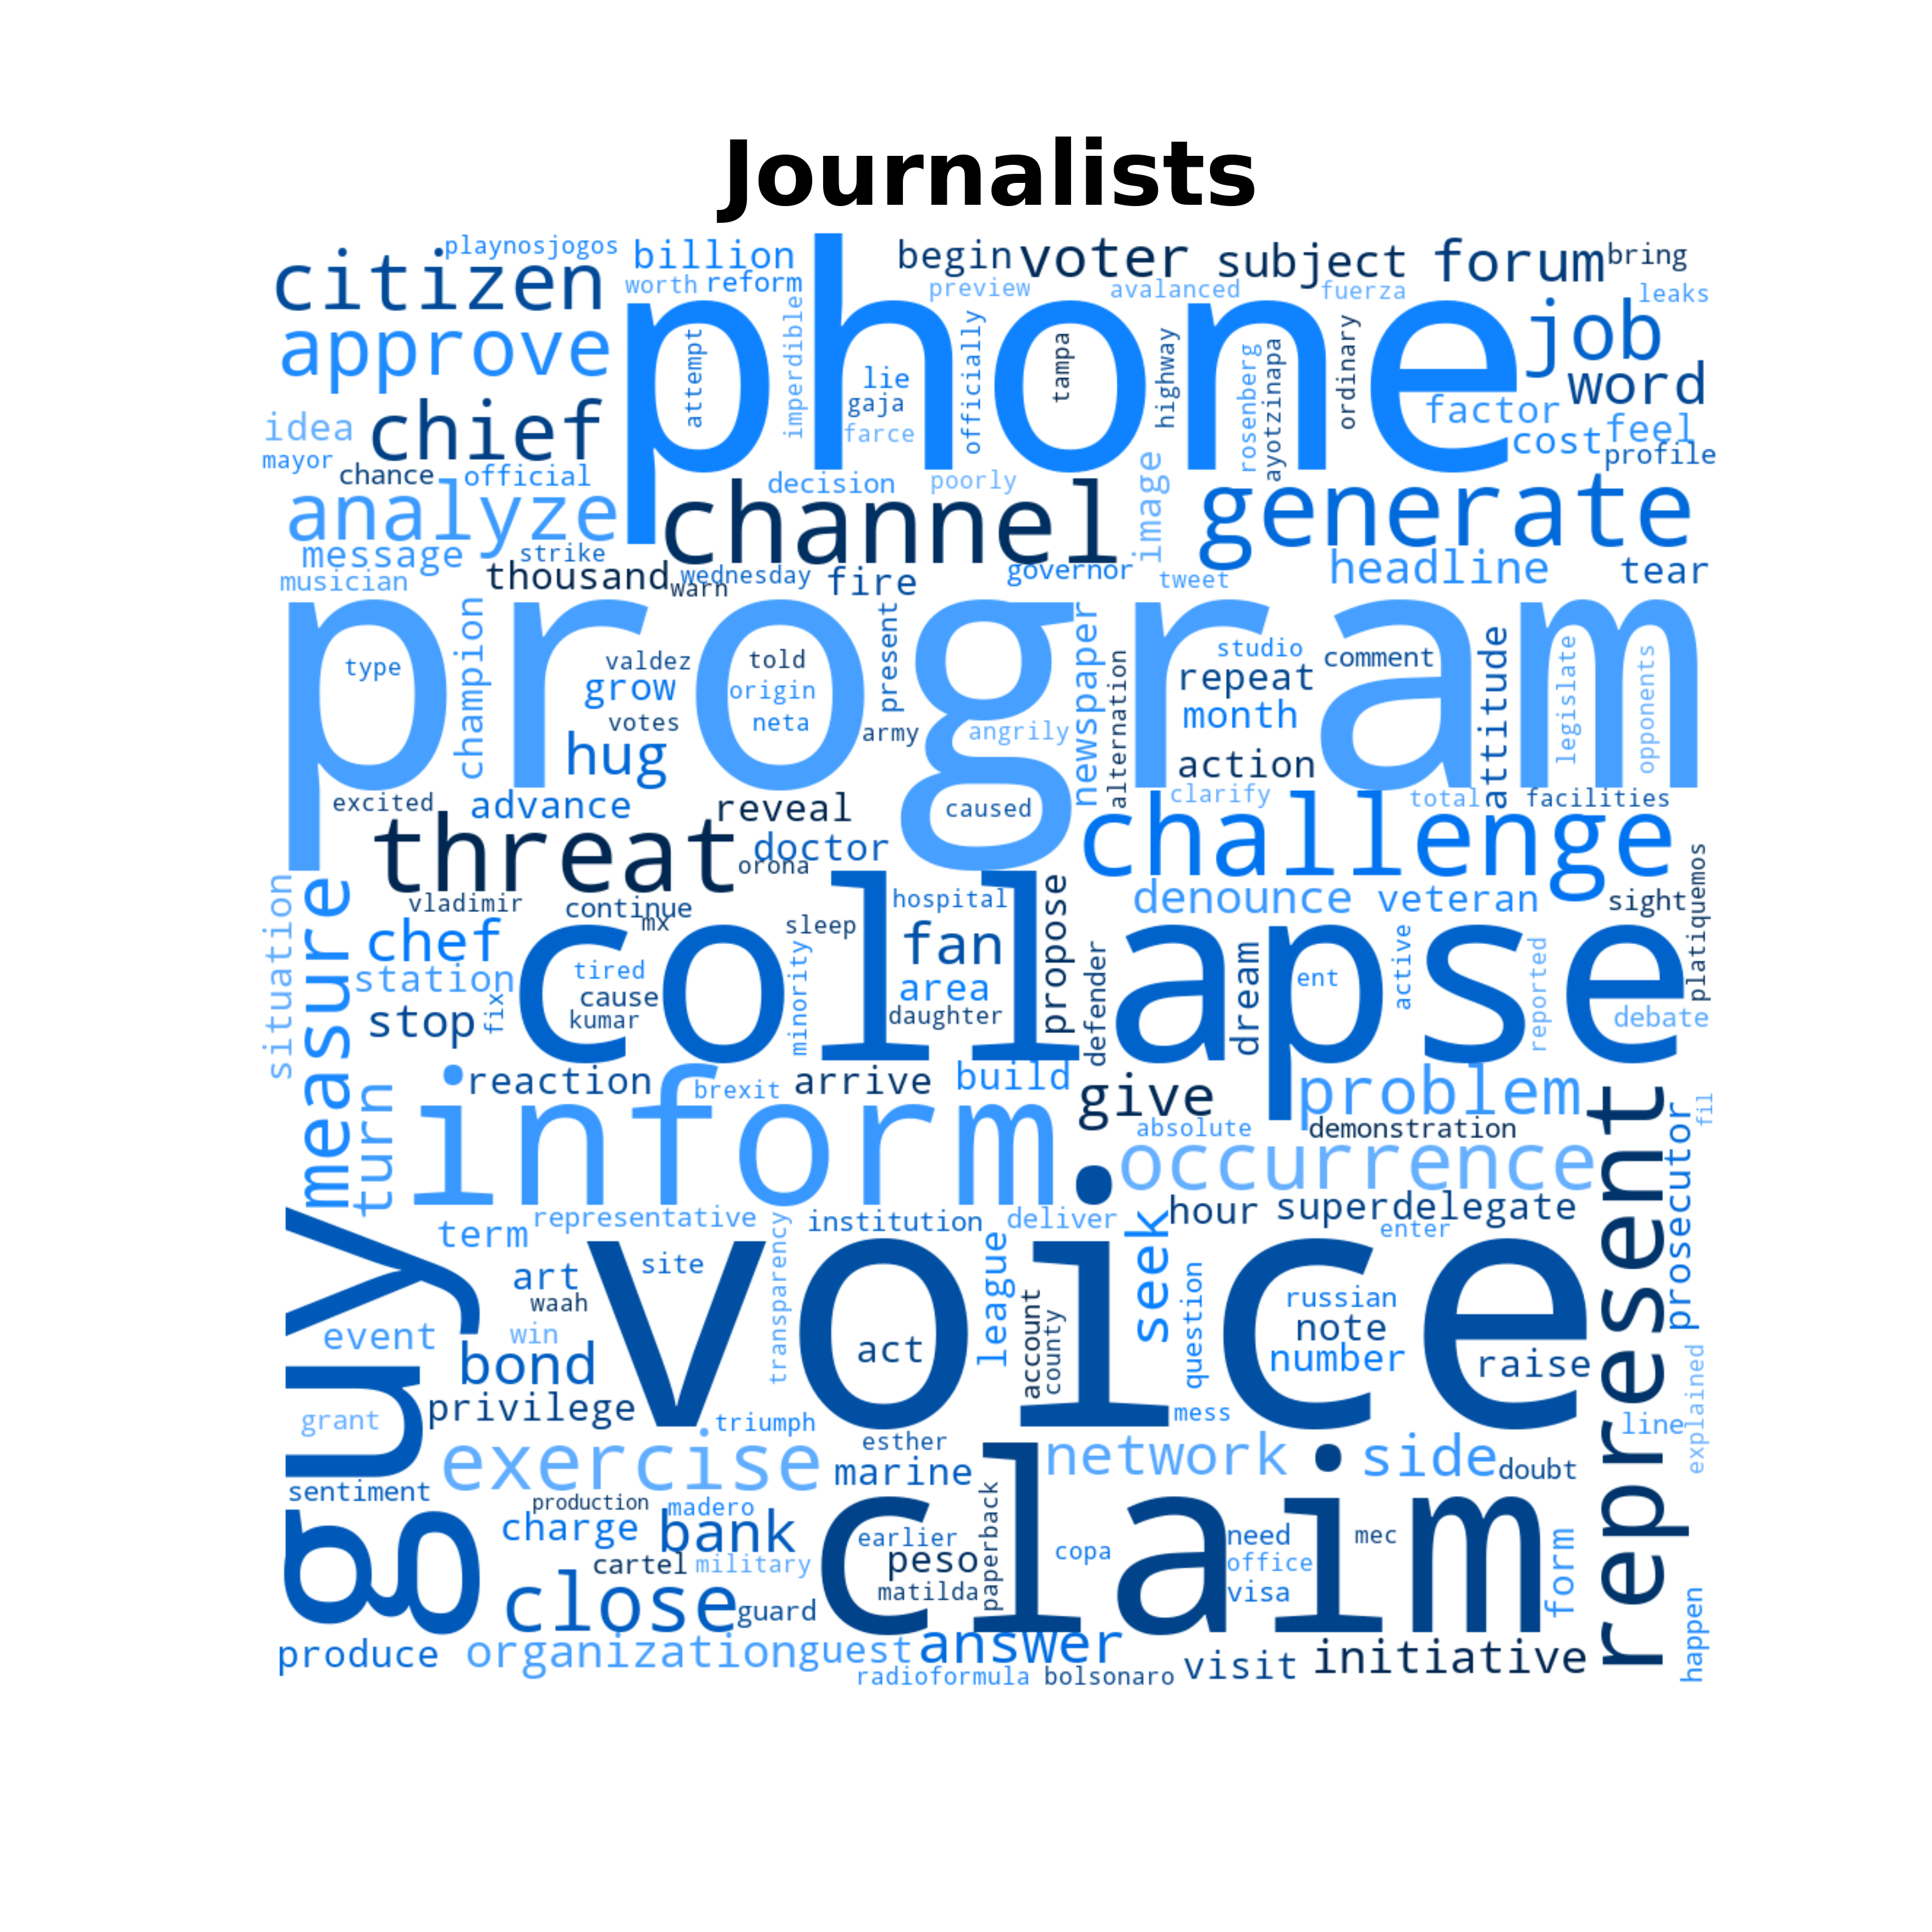 Journalists
playnosjogos
citizen
billion
worth
reform
begin
voter
subject
forum
bring
preview
avalanced
fuerza
leaks
approve
phone
job
word
attempt
imperdible
lie
gaja
farce
officially
tampa
highway
rosenberg
ayotzinapa
ordinary
factor
cost
feel
profile
idea
chief
mayor
chance
official
analyze
decision
poorly
channel
image
generate
message
strike
musician
thousand
wednesday
warn
fire
governor
tweet
headline
tear
program
type
champion
valdez
grow
votes
hug
told
origin
neta
present
army
angrily
newspaper
alternation
studio
repeat
comment
month
action
attitude
legislate
opponents
excited
advance
reveal
caused
clarify
total
facilities
threat
doctor
orona
challenge
situation
measure
vladimir
continue
mx
hospital
propose
denounce
veteran
sight
platiquemos
chef
station
stop
fix
collapse
tired
cause
kumar
sleep
minority
fan
area
daughter
defender
dream
ent
active
reported
debate
turn
reaction
brexit
arrive
build
give
problem
inform
absolute
demonstration
occurrence
represent
prosecutor
fil
term
representative
institution
deliver
hour
superdelegate
enter
guy
voice
art
waah
site
transparency
act
league
account
county
seek
question
russian
note
number
raise
event
win
bond
privilege
grant
triumph
mess
line
explained
exercise
esther
marine
network
side
doubt
sentiment
production
madero
charge
bank
claim
earlier
peso
matilda
paperback
copa
need
office
visa
mec
form
cartel
military
close
guard
happen
produce
organization
guest
answer
radioformula
bolsonaro
visit
initiative